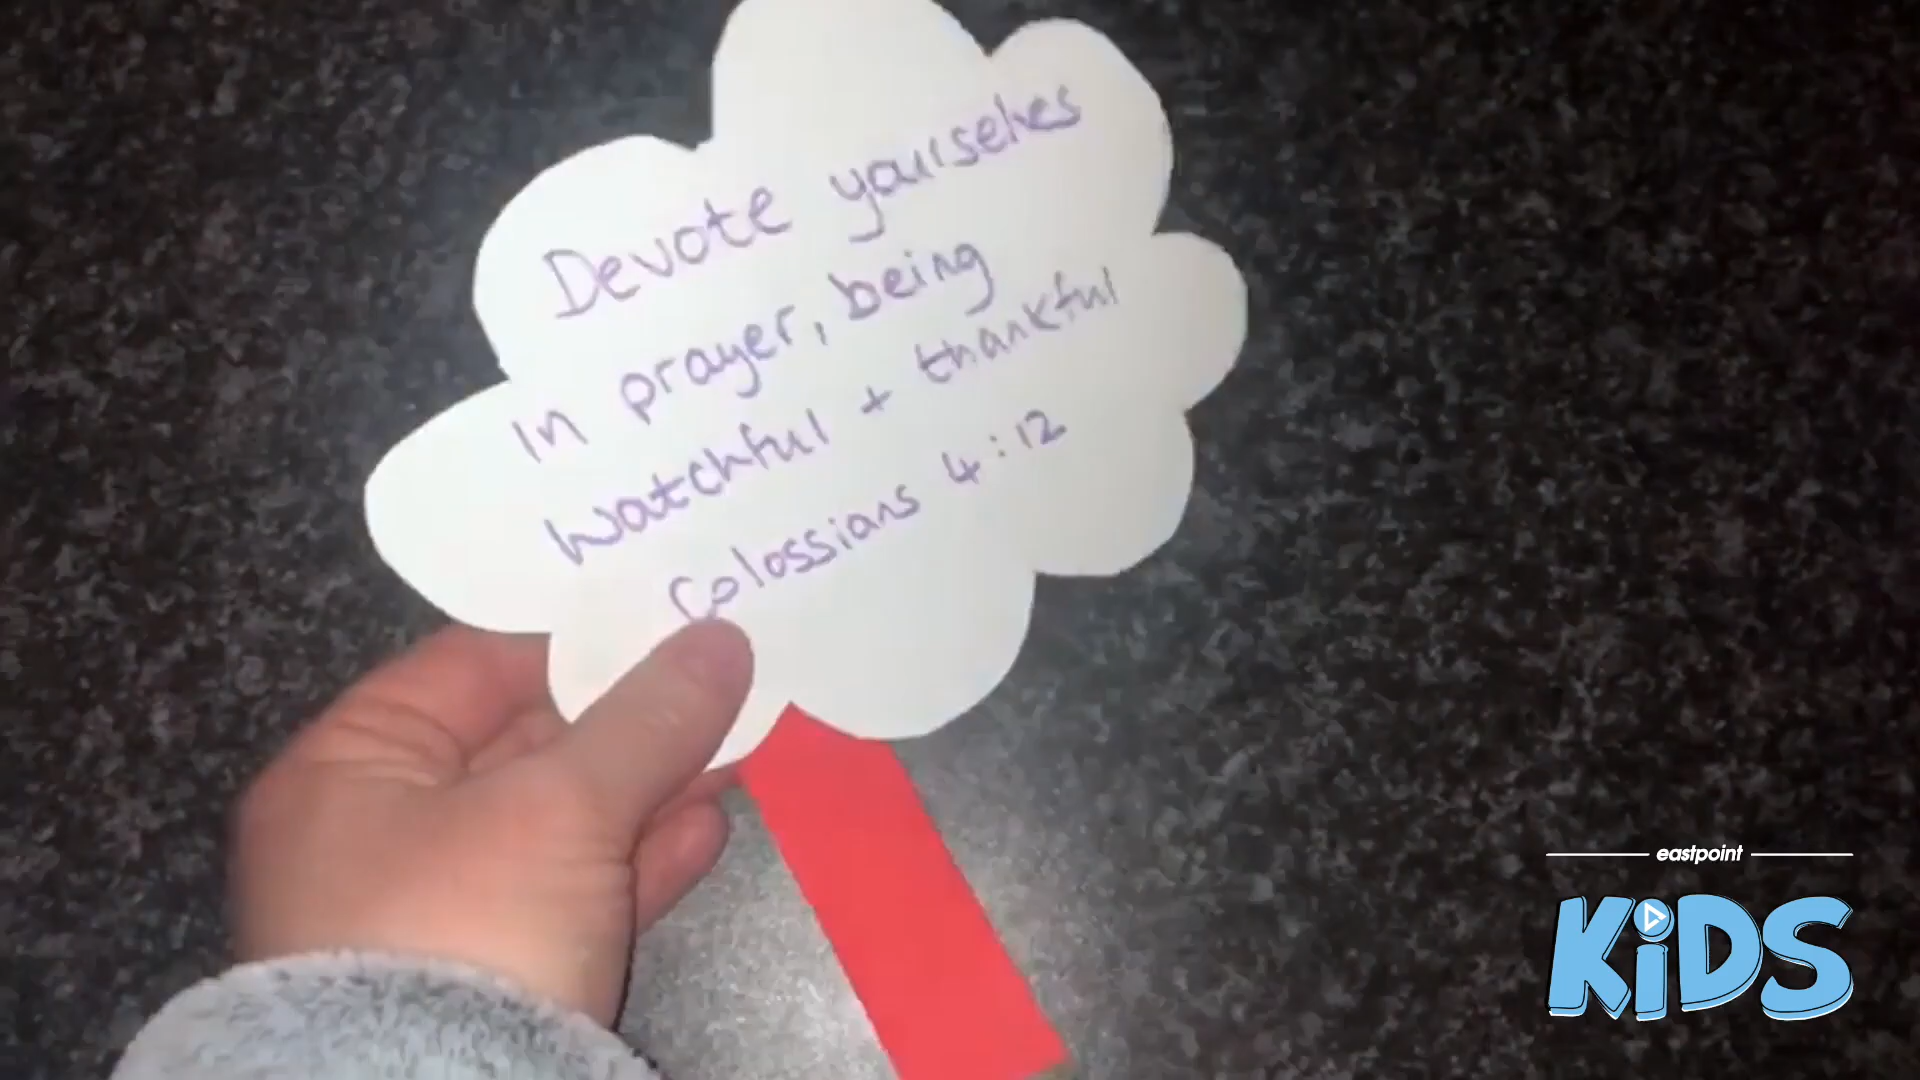 Devote yourselves
in prayer, being
watchful + thankful
Colossians 4:12
eastpoint
KiDS